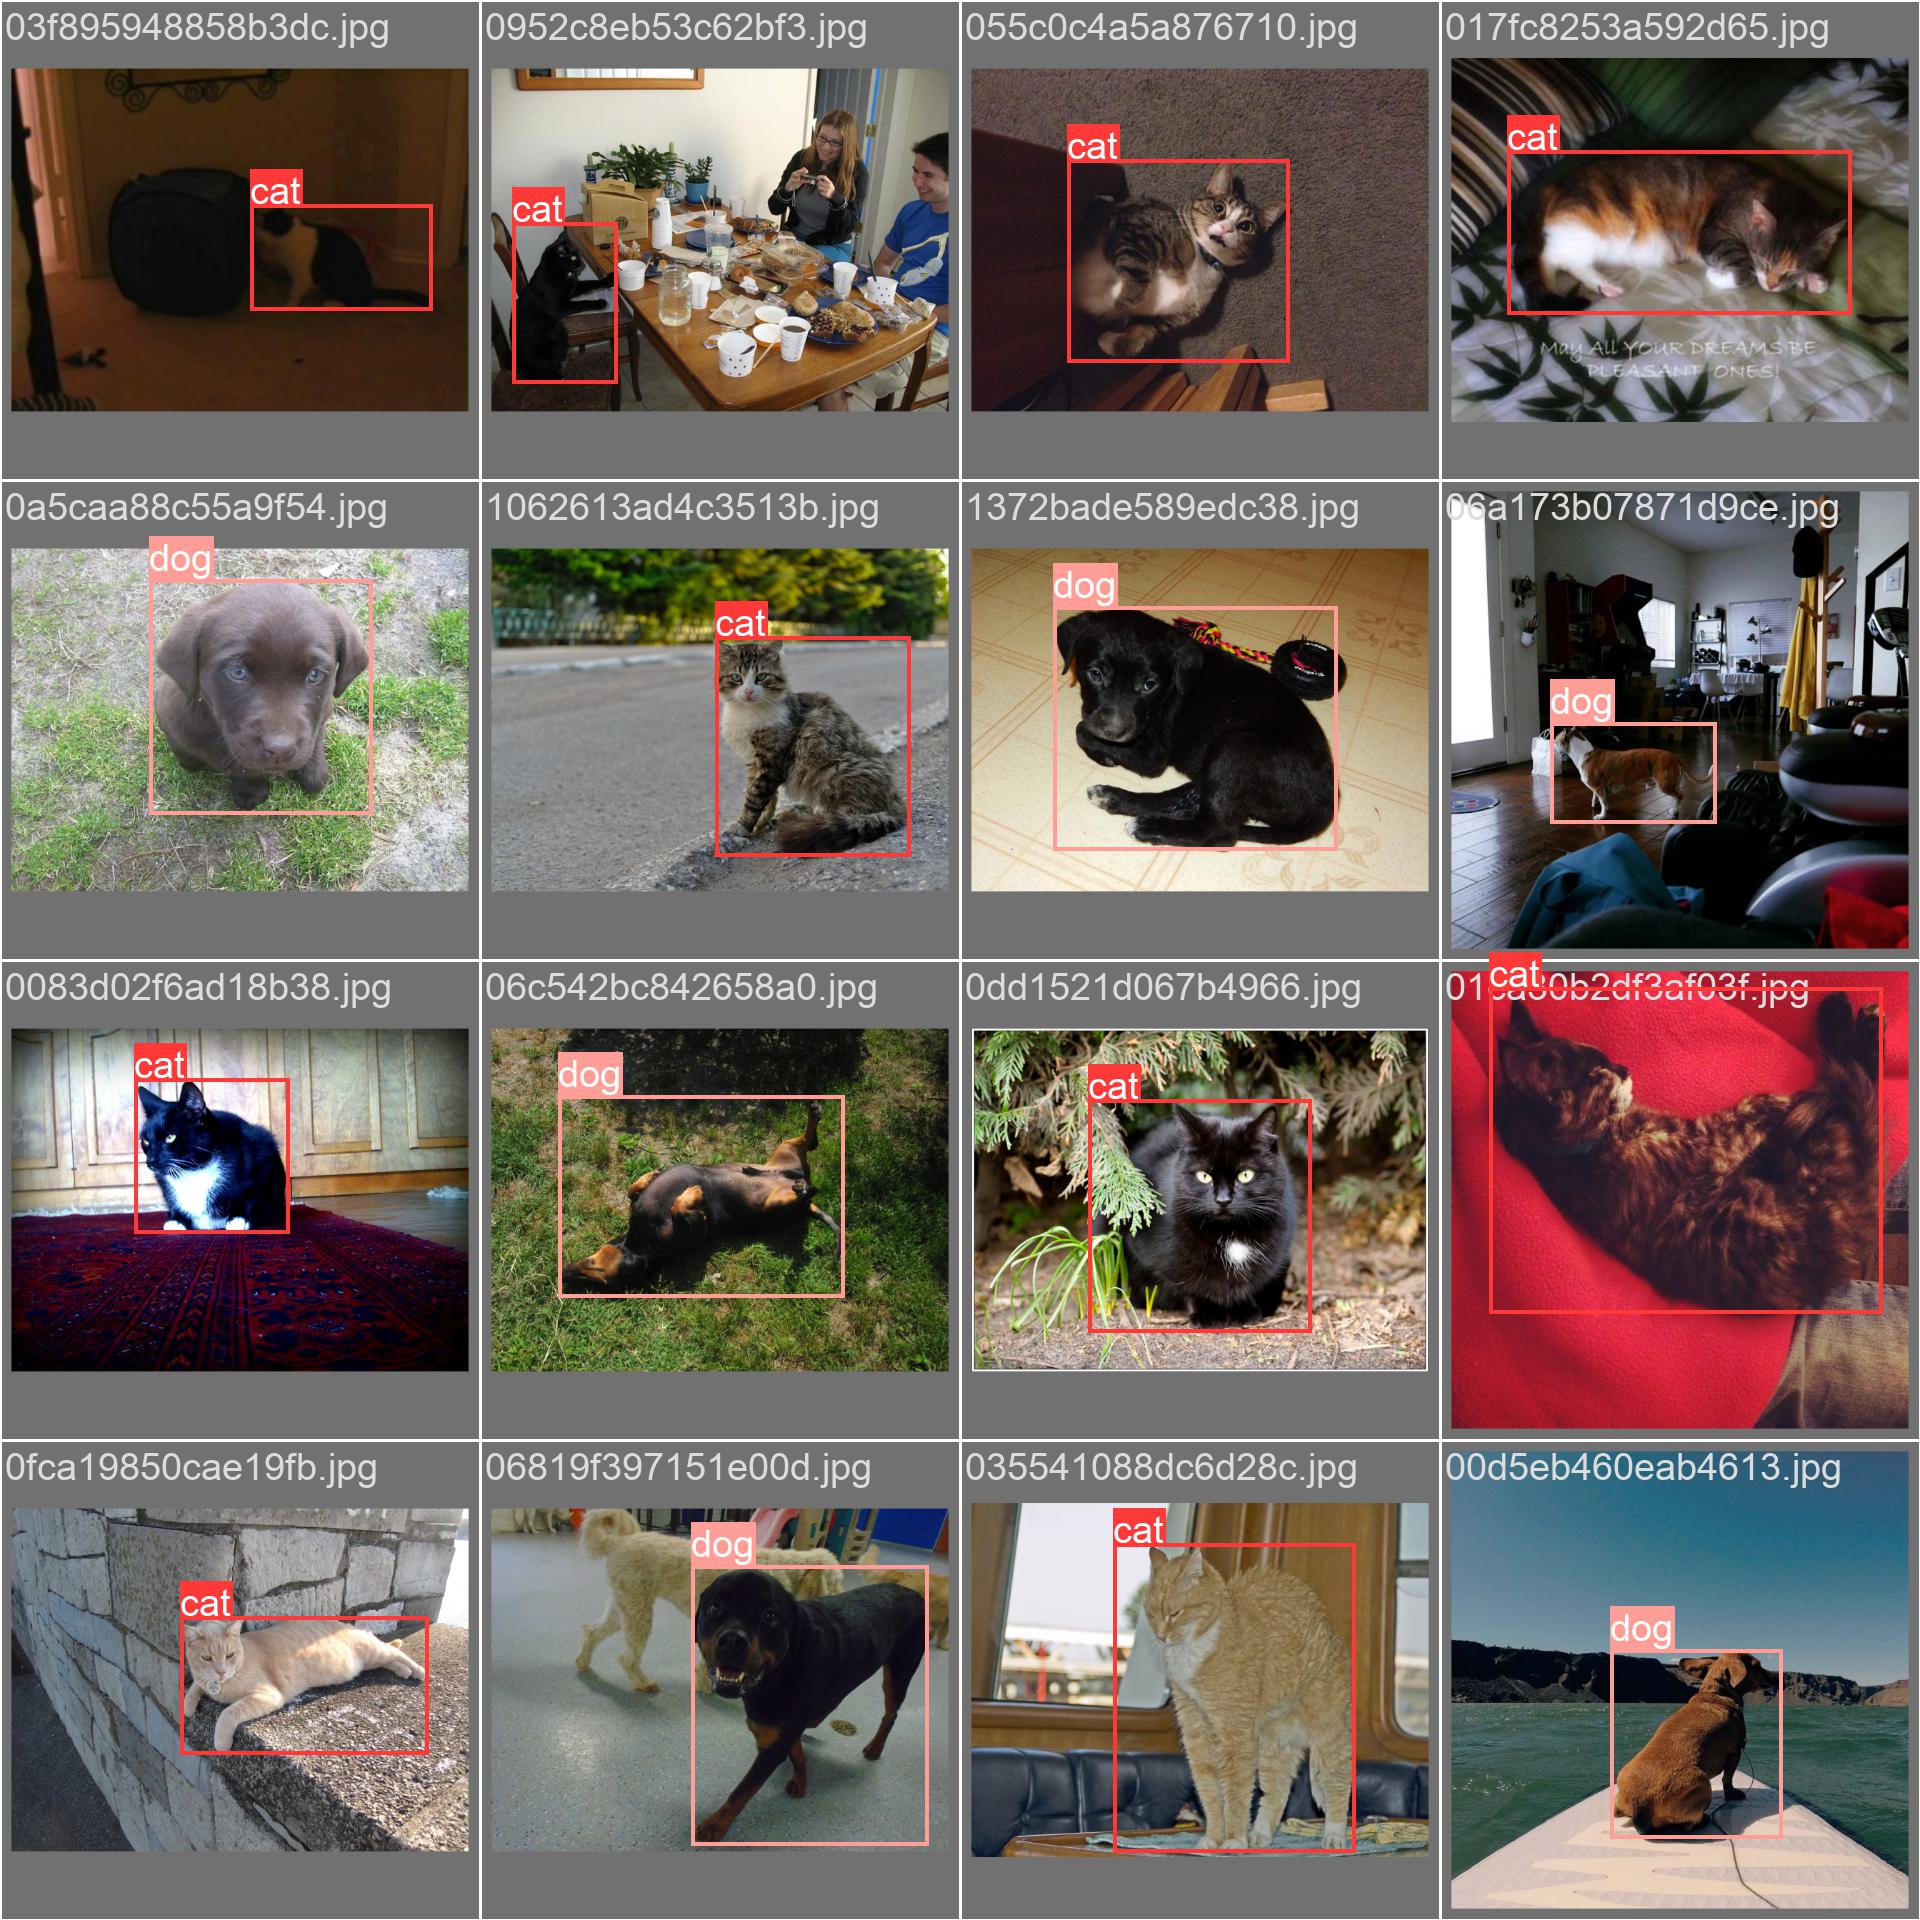 03f895948858b3dc.jpg
0952c8eb53c62bf3.jpg
055c0c4a5a876710.jpg
017fc8253a592d65.jpg
cat
cat
cat
cat
May All YOUR DREAMS BE
PLEASANT ONES!
0a5caa88c55a9f54.jpg
1062613ad4c3513b.jpg
1372bade589edc38.jpg
06a173b07871d9ce.jpg
dog
cat
dog
dog
0083d02f6ad18b38.jpg
06c542bc842658a0.jpg
0dd1521d067b4966.jpg
cat
cat
dog
cat
0fca19850cae19fb.jpg
06819f397151e00d.jpg
035541088dc6d28c.jpg
00d5eb460eab4613.jpg
cat
dog
cat
dog